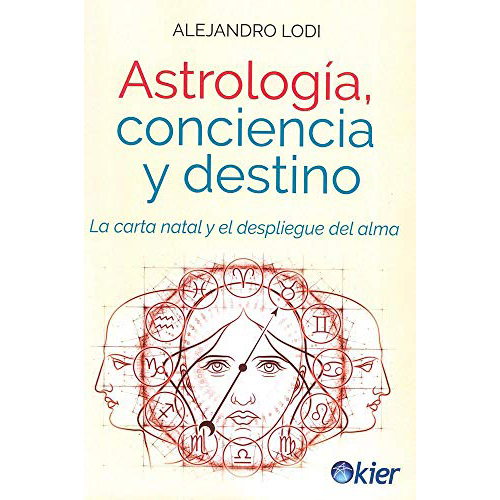 ALEJANDRO LODI
Astrología,
conciencia
y destino
La carta natal y el despliegue del alma
kier